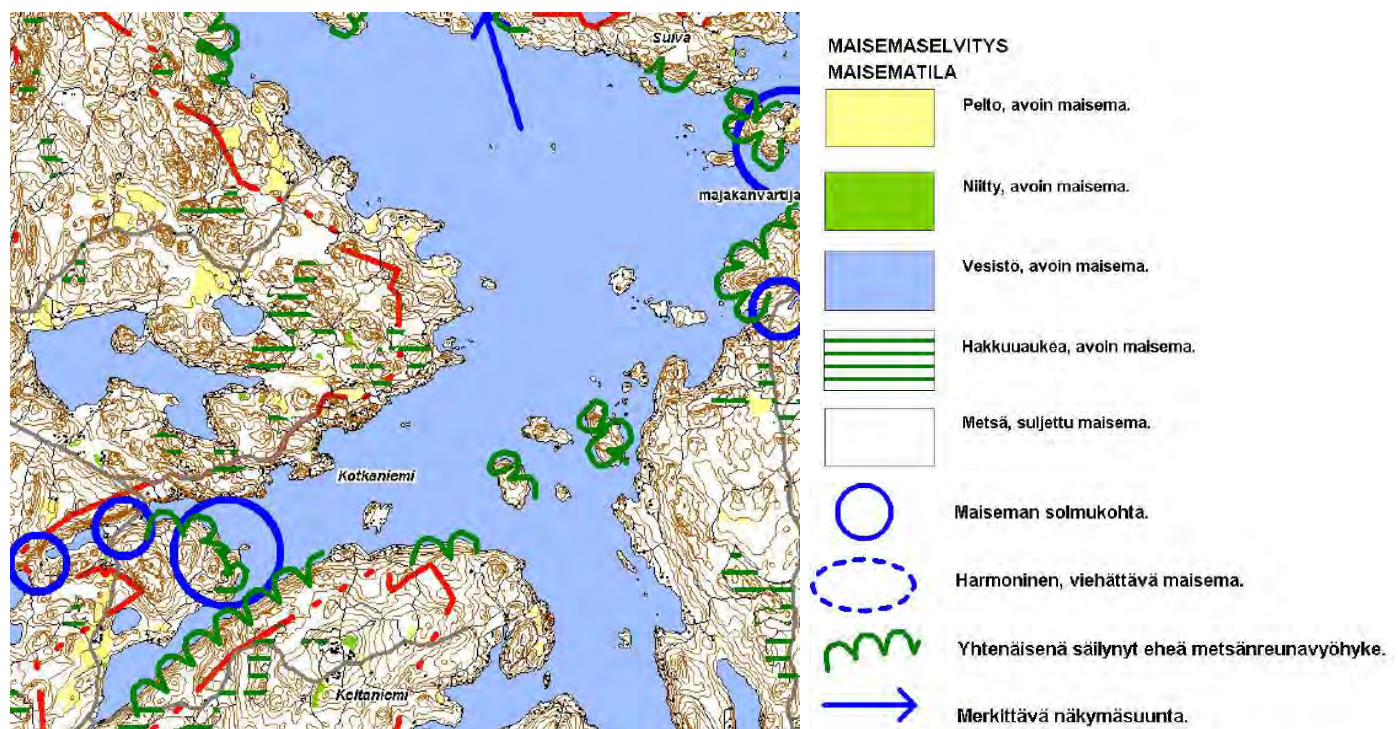 Suiva
majakanvartija
Kotkaniemi
Keltaniemi
MAISEMASELVITYS
MAISEMATILA
Pelto, avoin maisema.
Niitty, avoin maisema.
Vesistö, avoin maisema.
Hakkuuaukea, avoin maisema.
Metsä, suljettu maisema.
Maiseman solmukohta.
Harmoninen, viehättävä maisema.
Yhtenäisenä säilynyt eheä metsänreunavyöhyke.
Merkittävä näkymäsuunta.